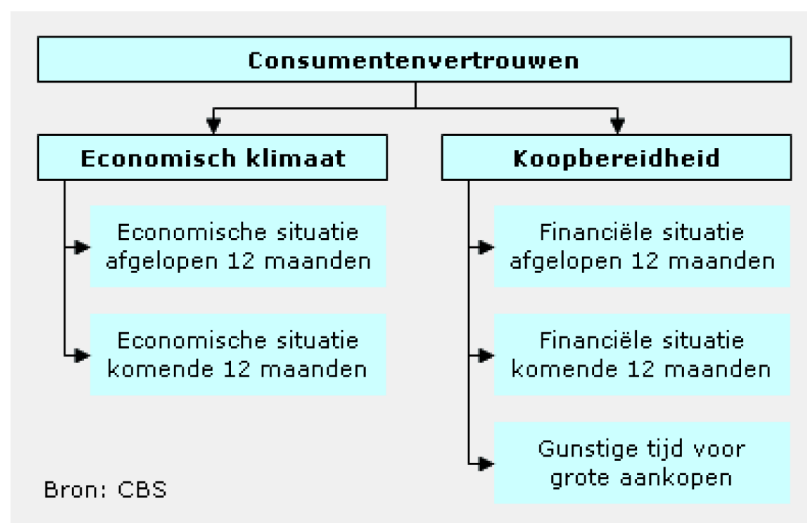 Consumentenvertrouwen
Economisch klimaat
Economische situatie
afgelopen 12 maanden
Economische situatie
komende 12 maanden
Koopbereidheid
Financiële situatie
afgelopen 12 maanden
Financiële situatie
komende 12 maanden
Gunstige tijd voor
grote aankopen
Bron: CBS